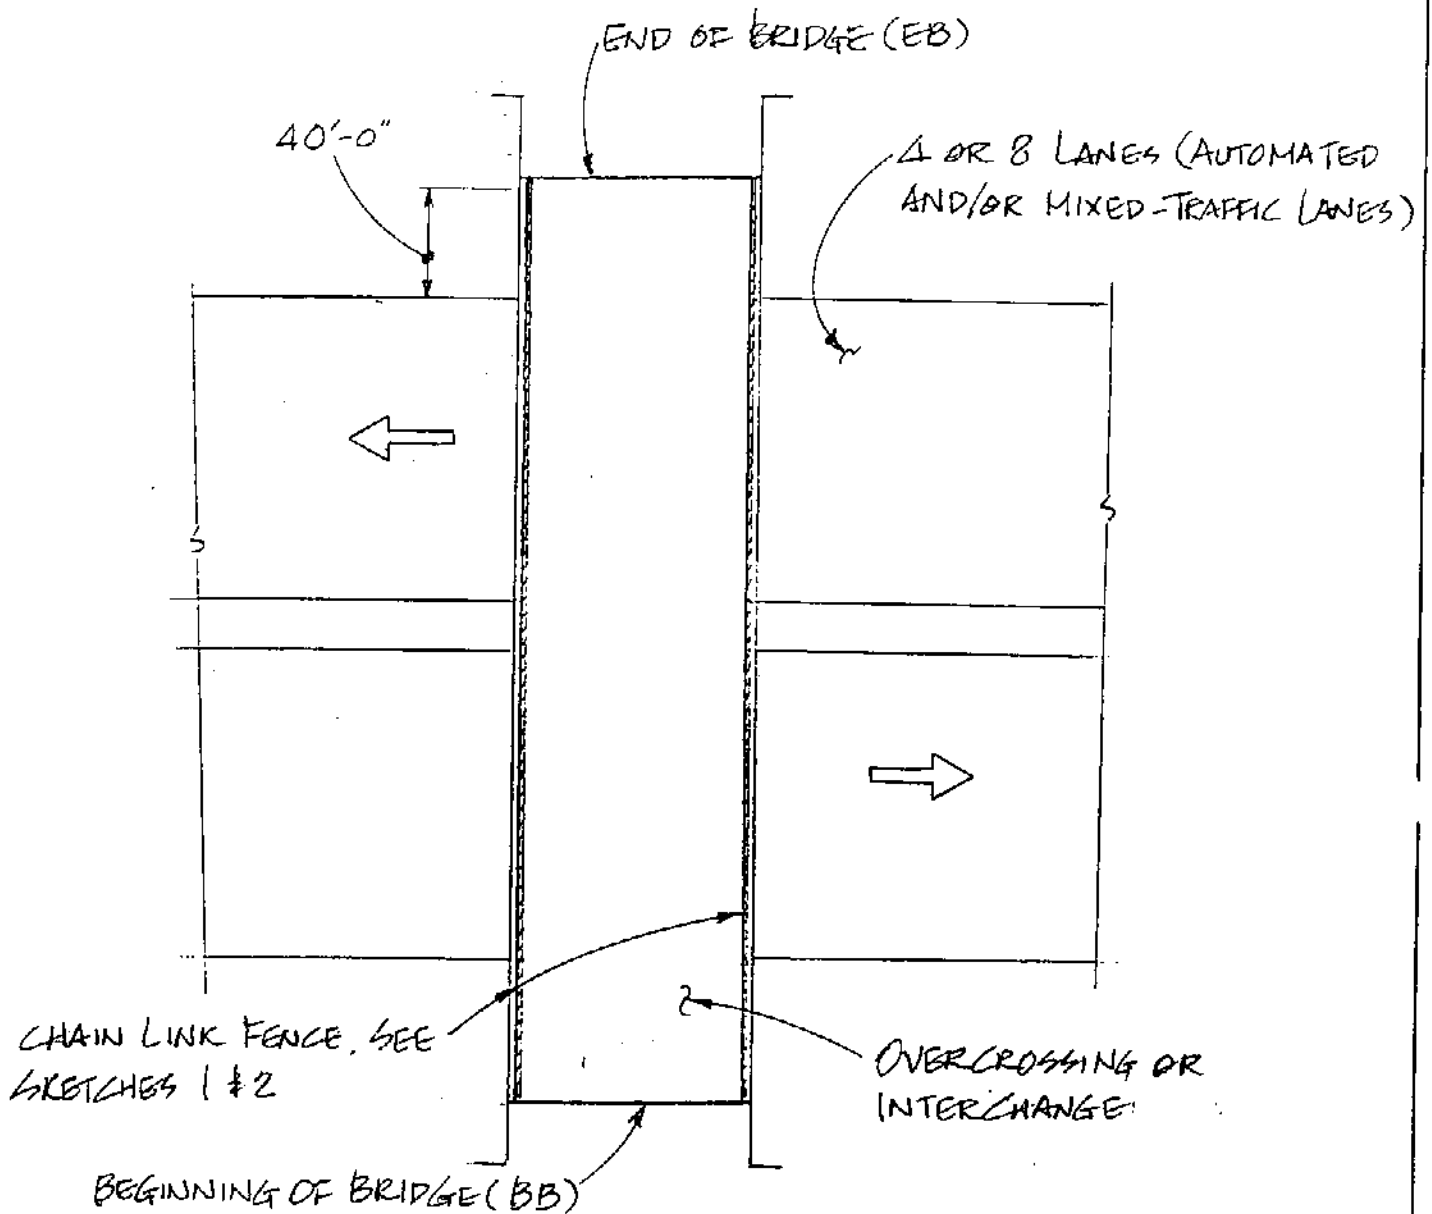 END OF BRIDGE (EB)
40'-0"
4 OR 8 LANES (AUTOMATED
AND/OR MIXED-TRAFFIC LANES)
CHAIN LINK FENCE, SEE
SKETCHES 1 & 2
OVERCROSSING OR
INTERCHANGE
BEGINNING OF BRIDGE (BB)